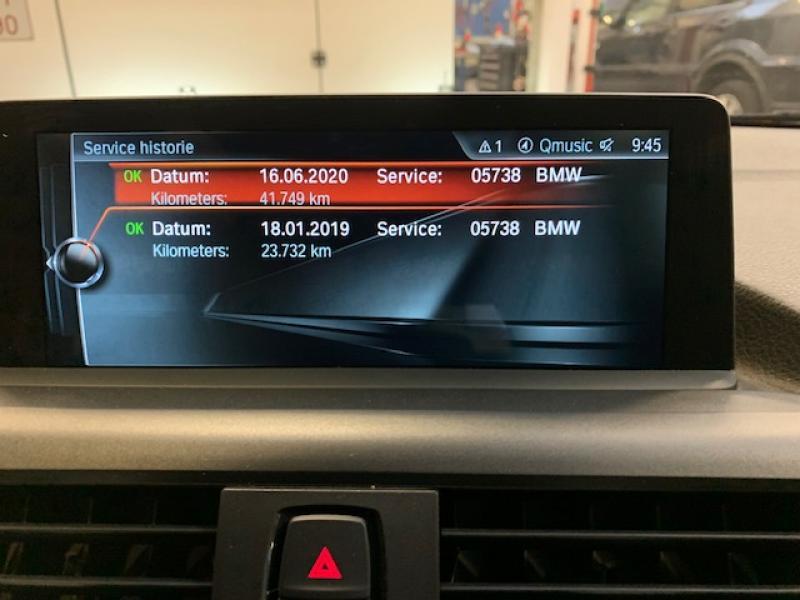 Service historie 1 Qmusic 9:45
OK Datum: 16.06.2020 Service: 05738 BMW
Kilometers: 41.749 km
OK Datum: 18.01.2019 Service: 05738 BMW
Kilometers: 23.732 km